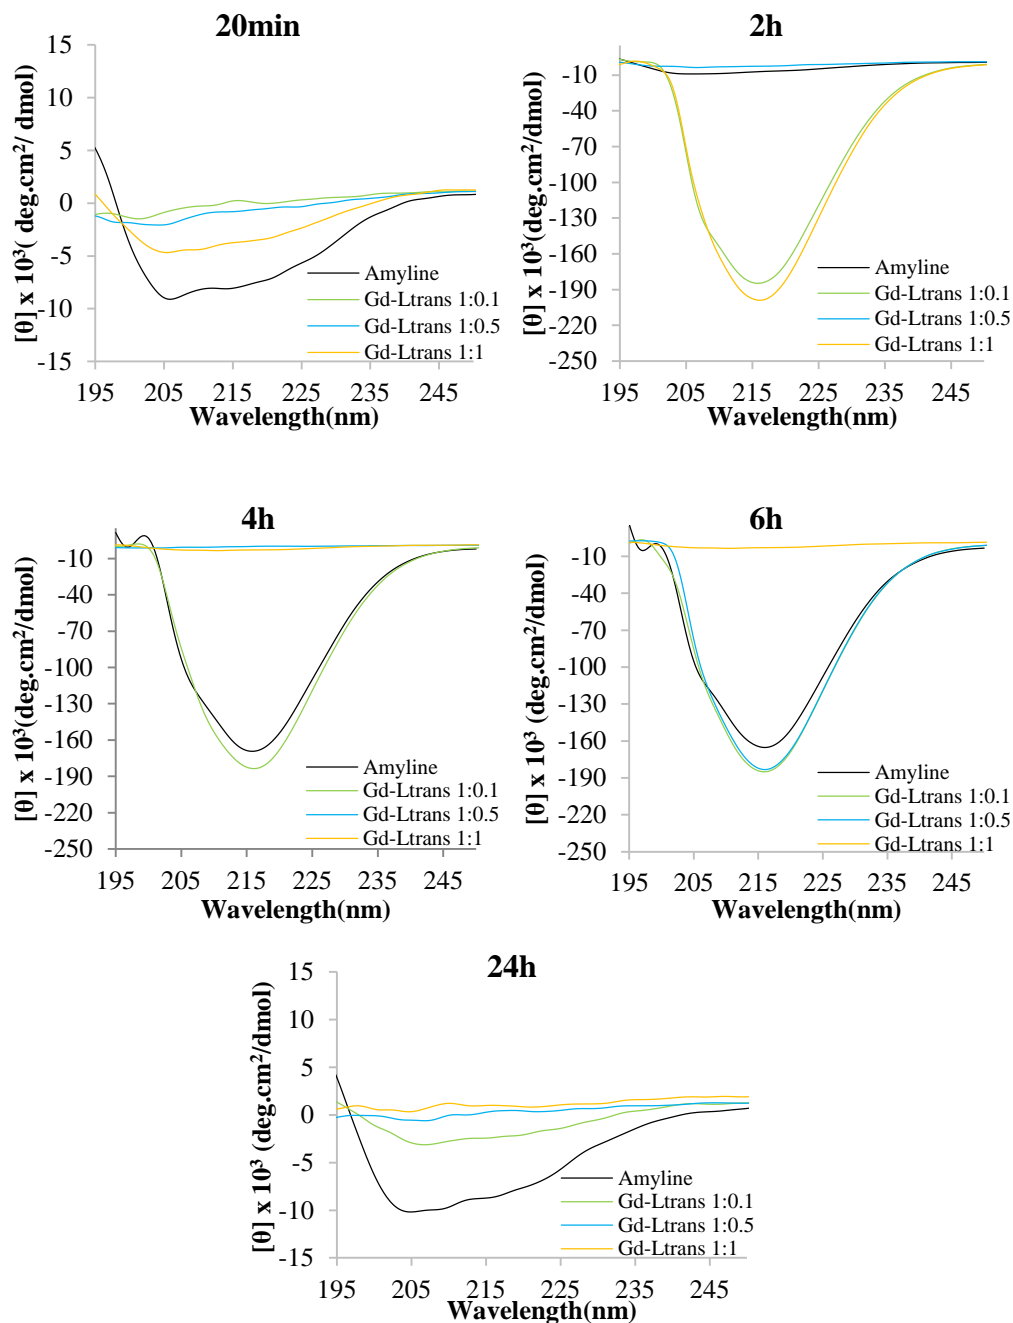 20min
[θ] x 10³( deg.cm²/ dmol)
15
10
5
0
-5
-10
-15
195 205 215 225 235 245
Wavelength(nm)
Amyline
Gd-Ltrans 1:0.1
Gd-Ltrans 1:0.5
Gd-Ltrans 1:1
2h
[θ] x 10³(deg.cm²/dmol)
-10
-40
-70
-100
-130
-160
-190
-220
-250
195 205 215 225 235 245
Wavelength(nm)
Amyline
Gd-Ltrans 1:0.1
Gd-Ltrans 1:0.5
Gd-Ltrans 1:1
4h
[θ] x 10³(deg.cm²/dmol)
-10
-40
-70
-100
-130
-160
-190
-220
-250
195 205 215 225 235 245
Wavelength(nm)
Amyline
Gd-Ltrans 1:0.1
Gd-Ltrans 1:0.5
Gd-Ltrans 1:1
6h
[θ] x 10³ (deg.cm²/dmol)
-10
-40
-70
-100
-130
-160
-190
-220
-250
195 205 215 225 235 245
Wavelength(nm)
Amyline
Gd-Ltrans 1:0.1
Gd-Ltrans 1:0.5
Gd-Ltrans 1:1
24h
[θ] x 10³ (deg.cm²/dmol)
15
10
5
0
-5
-10
-15
195 205 215 225 235 245
Wavelength(nm)
Amyline
Gd-Ltrans 1:0.1
Gd-Ltrans 1:0.5
Gd-Ltrans 1:1